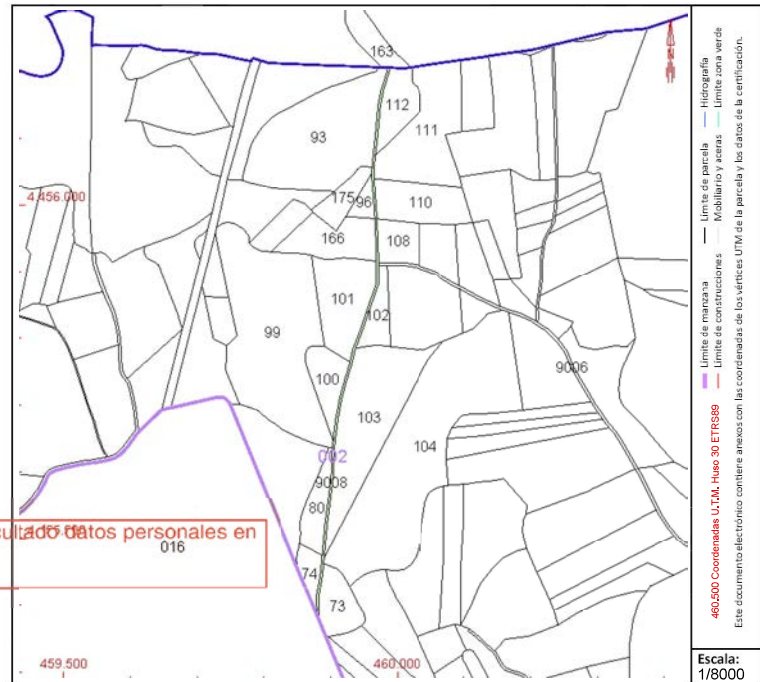 163
112
111
93
4.456.000
175
96
110
166
108
101
102
99
9006
100
103
104
002
9008
80
ocultado datos personales en
016
74
73
459.500
460.000
Límite de manzana
Límite de parcela
Hidrografía
Límite de construcciones
Mobiliario y aceras
Límite zona verde
460.500 Coordenadas U.T.M. Huso 30 ETRS89
Este documento electrónico contiene anexos con las coordenadas de los vértices UTM de la parcela y los datos de la certificación.
Escala:
1/8000